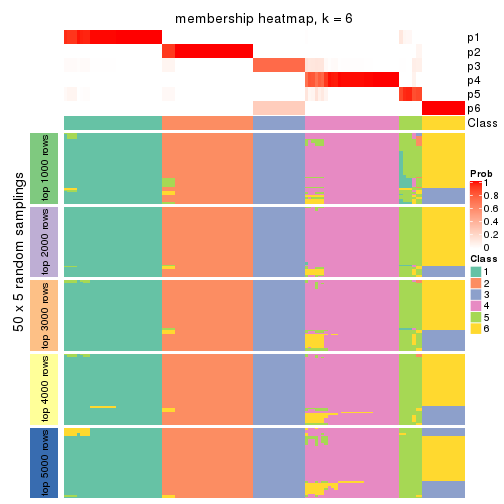 membership heatmap, k = 6
p1
p2
p3
p4
p5
p6
Class
50 x 5 random samplings
top 1000 rows
top 2000 rows
top 3000 rows
top 4000 rows
top 5000 rows
Prob
1
0.8
0.6
0.4
0.2
0
Class
1
2
3
4
5
6